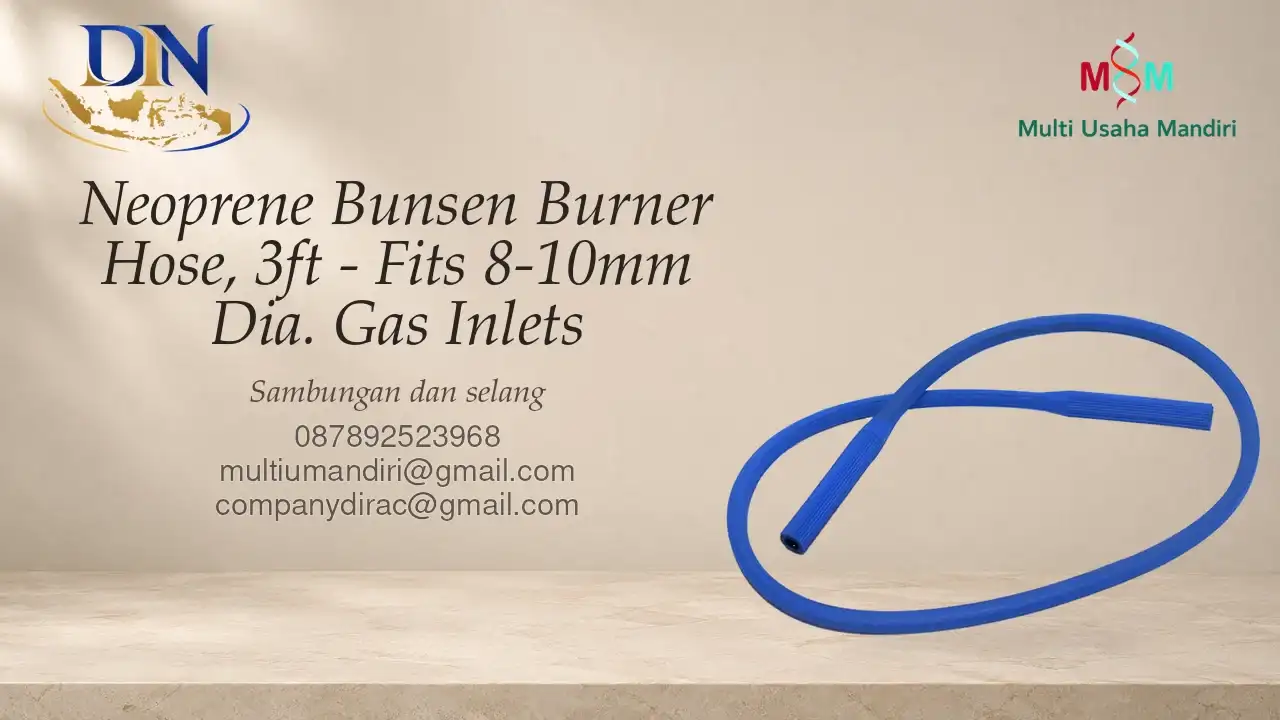 DN
MSM
Multi Usaha Mandiri
Neoprene Bunsen Burner
Hose, 3ft - Fits 8-10mm
Dia. Gas Inlets
Sambungan dan selang
087892523968
multiumandiri@gmail.com
companydirac@gmail.com